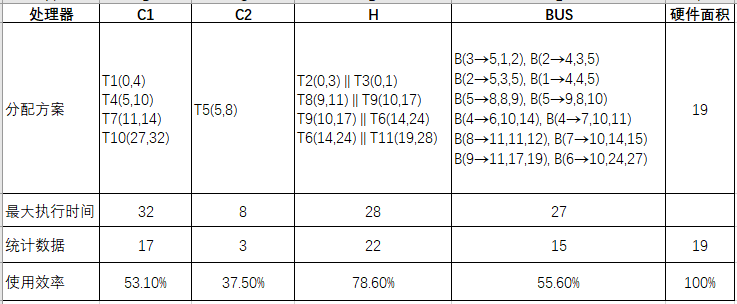 处理器 C1 C2 H BUS 硬件面积
分配方案
T1(0,4)
T4(5,10)
T7(11,14)
T10(27,32)
T5(5,8)
T2(0,3) || T3(0,1)
T8(9,11) || T9(10,17)
T9(10,17) || T6(14,24)
T6(14,24) || T11(19,28)
B(3→5,1,2), B(2→4,3,5)
B(2→5,3,5), B(1→4,4,5)
B(5→8,8,9), B(5→9,8,10)
B(4→6,10,14), B(4→7,10,11)
B(8→11,11,12), B(7→10,14,15)
B(9→11,17,19), B(6→10,24,27)
19
最大执行时间 32 8 28 27
统计数据 17 3 22 15 19
使用效率 53.10% 37.50% 78.60% 55.60% 100%